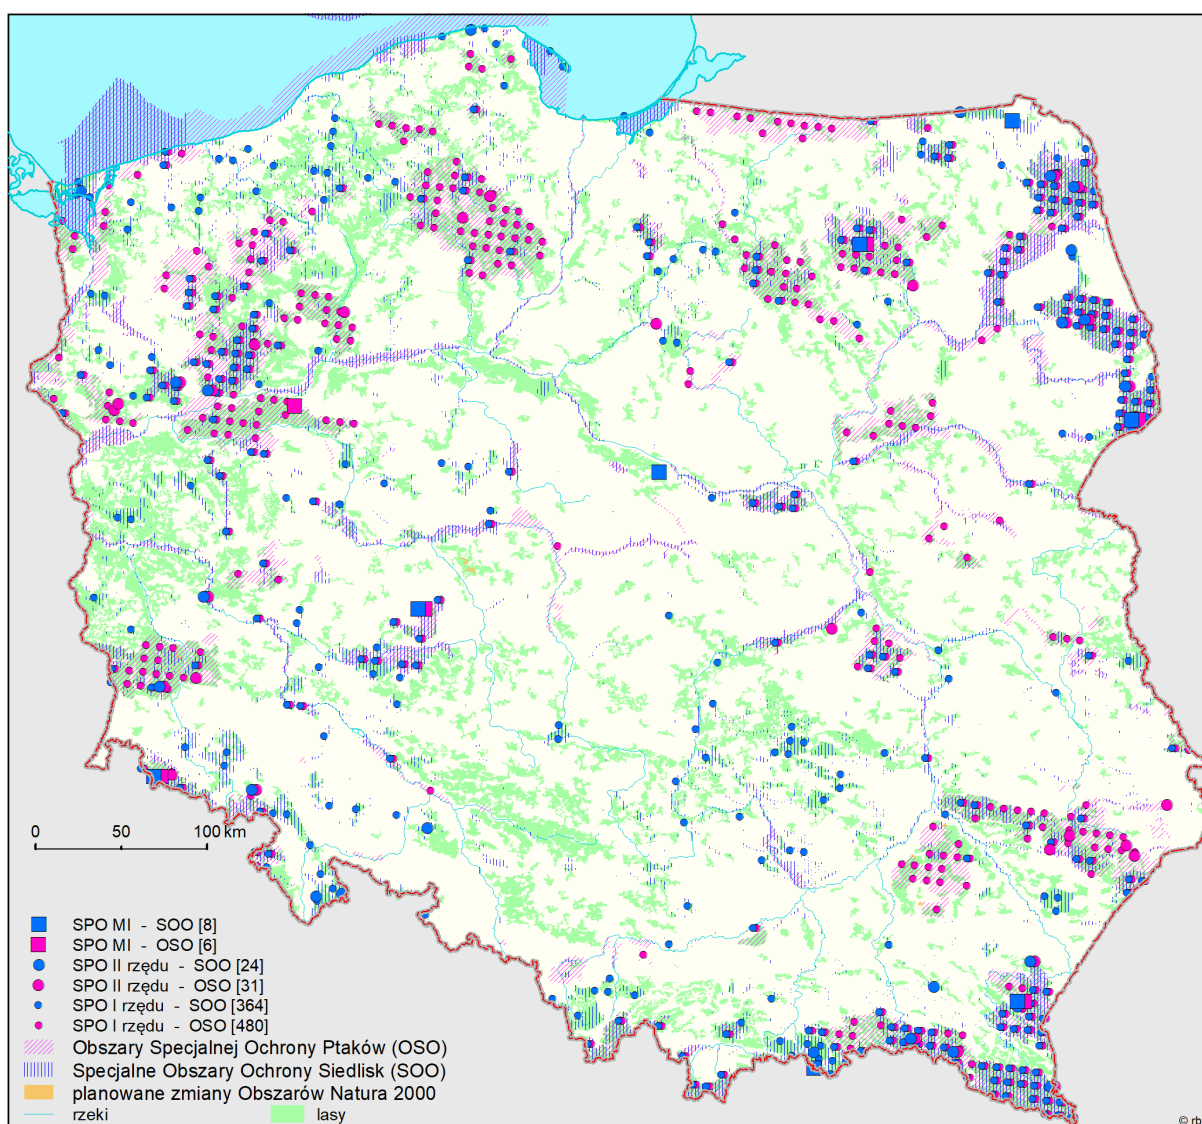 0 50 100 km
SPO MI - SOO [8]
SPO MI - OSO [6]
SPO II rzędu - SOO [24]
SPO II rzędu - OSO [31]
SPO I rzędu - SOO [364]
SPO I rzędu - OSO [480]
Obszary Specjalnej Ochrony Ptaków (OSO)
Specjalne Obszary Ochrony Siedlisk (SOO)
planowane zmiany Obszarów Natura 2000
rzeki lasy
© rb